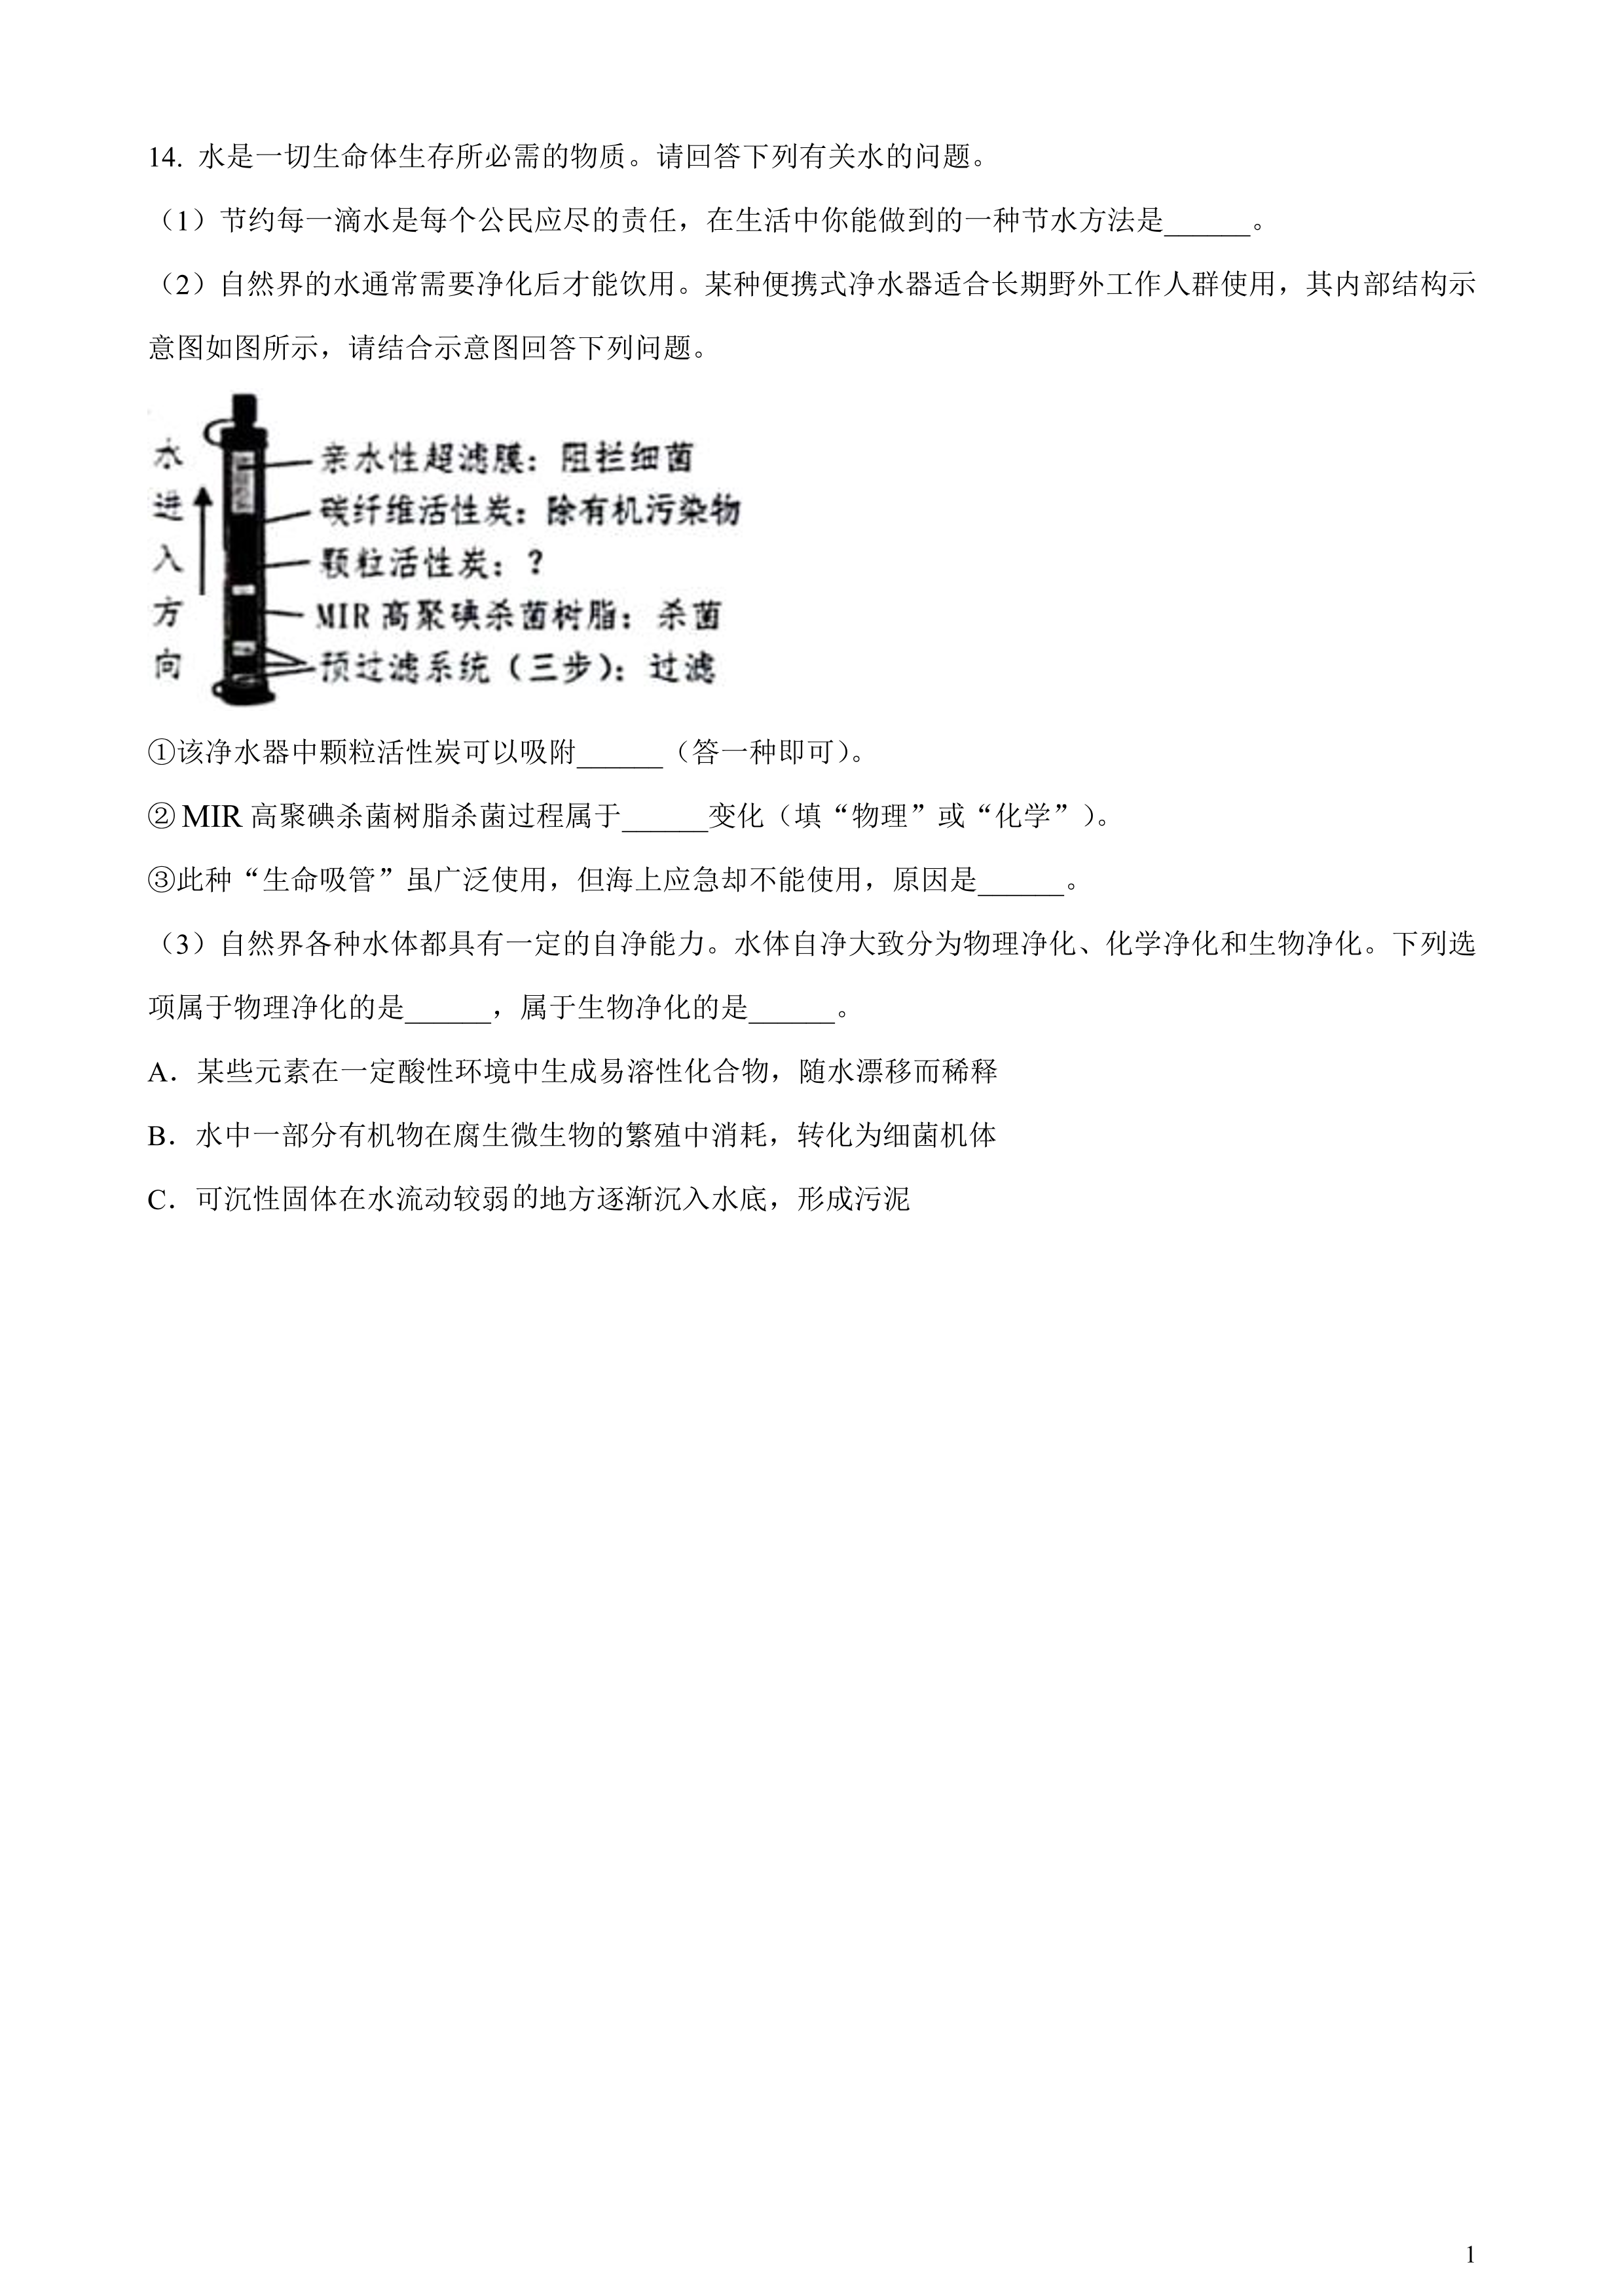 14. 水是一切生命体生存所必需的物质。请回答下列有关水的问题。
（1）节约每一滴水是每个公民应尽的责任，在生活中你能做到的一种节水方法是______。
（2）自然界的水通常需要净化后才能饮用。某种便携式净水器适合长期野外工作人群使用，其内部结构示
意图如图所示，请结合示意图回答下列问题。
水进入方向
亲水性超滤膜：阻拦细菌
碳纤维活性炭：除有机污染物
颗粒活性炭：？
MIR 高聚碘杀菌树脂：杀菌
预过滤系统（三步）：过滤
①该净水器中颗粒活性炭可以吸附______（答一种即可）。
② MIR 高聚碘杀菌树脂杀菌过程属于______变化（填“物理”或“化学”）。
③此种“生命吸管”虽广泛使用，但海上应急却不能使用，原因是______。
（3）自然界各种水体都具有一定的自净能力。水体自净大致分为物理净化、化学净化和生物净化。下列选
项属于物理净化的是______，属于生物净化的是______。
A．某些元素在一定酸性环境中生成易溶性化合物，随水漂移而稀释
B．水中一部分有机物在腐生微生物的繁殖中消耗，转化为细菌机体
C．可沉性固体在水流动较弱的地方逐渐沉入水底，形成污泥
1